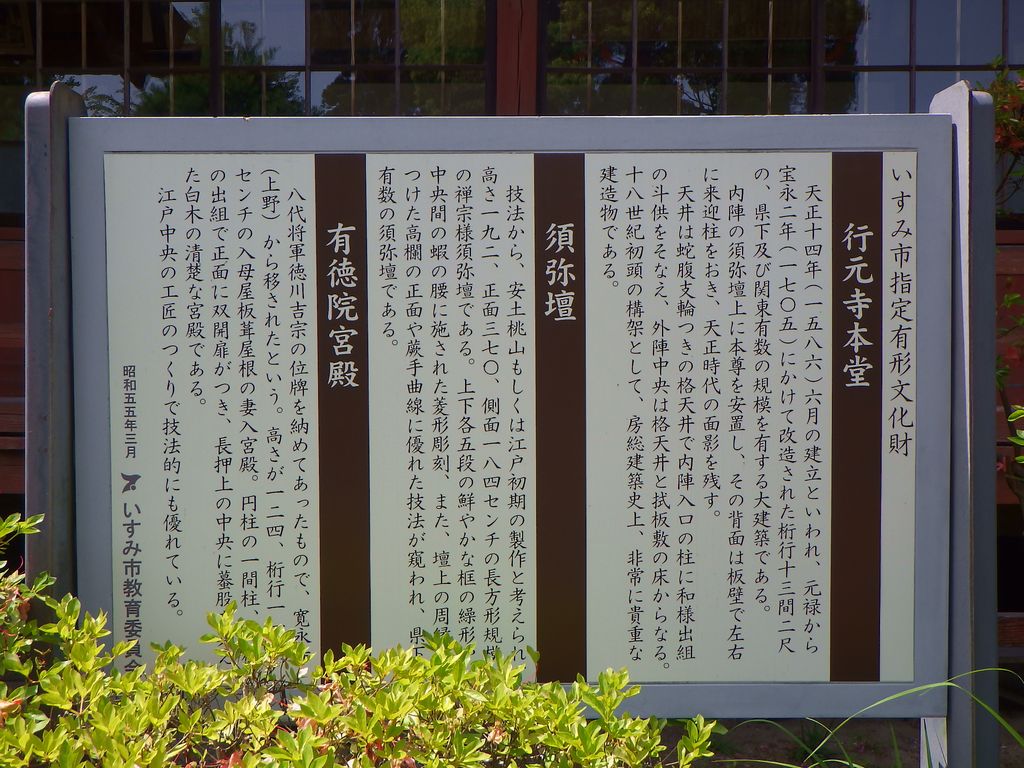 いすみ市指定有形文化財
行元寺本堂
天正十四年(一五八六)六月の建立といわれ、元禄から
宝永二年(一七〇五)にかけて改造された桁行十三間二尺
の、県下及び関東有数の規模を有する大建築である。
内陣の須弥壇上に本尊を安置し、その背面は板壁で左右
に来迎柱をおき、天正時代の面影を残す。
天井は蛇腹支輪つきの格天井で内陣入口の柱に和様出組
の斗供をそなえ、外陣中央は格天井と拭板敷の床からなる。
十八世紀初頭の構架として、房総建築史上、非常に貴重な
建造物である。
須弥壇
技法から、安土桃山もしくは江戸初期の製作と考えられ
高さ一九二、正面三七〇、側面一八四センチの長方形規模
の禅宗様須弥壇である。上下各五段の鮮やかな框の繰形
中央間の蝦の腰に施された菱形彫刻、また、壇上の周縁
つけた高欄の正面や蕨手曲線に優れた技法が窺われ、県下
有数の須弥壇である。
有徳院宮殿
八代将軍徳川吉宗の位牌を納めてあったもので、寛永
(上野)から移されたという。高さが一二四、桁行一
センチの入母屋板葺屋根の妻入宮殿。円柱の一間柱、
の出組で正面に双開扉がつき、長押上の中央に蟇股
た白木の清楚な宮殿である。
江戸中央の工匠のつくりで技法的にも優れている。
昭和五五年三月 いすみ市教育委員会